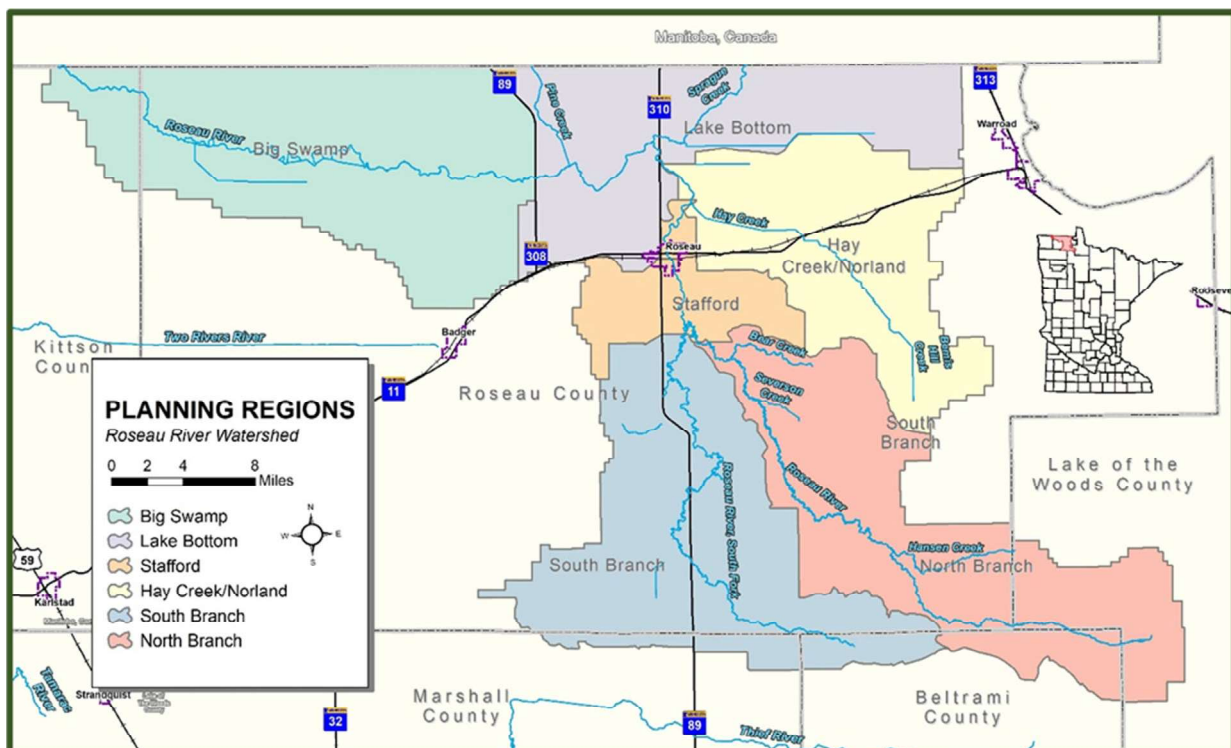 Manitoba, Canada
89
310
313
Pine Creek
Sprague
Creek
Warroad
Roseau River
Big Swamp
Lake Bottom
Hay Creek
Roseau
Hay
Creek/Norland
308
Stafford
Two Rivers River
Badger
Kittson
Bear Creek
Bemis
Hill
Creek
Severson
Creek
11
Roseau County
South
Branch
PLANNING REGIONS
Roseau River Watershed
0 2 4 8
Miles
N
W E
S
Big Swamp
Lake Bottom
Stafford
Hay Creek/Norland
South Branch
North Branch
Roseau River, South Fork
Roseau River
Lake of the
Woods County
59
Karlstad
South Branch
Hansen Creek
North Branch
Strandquist
Lake of
The Woods
County
Tamarac
River
32
Marshall
County
89
Thief River
Beltrami
County